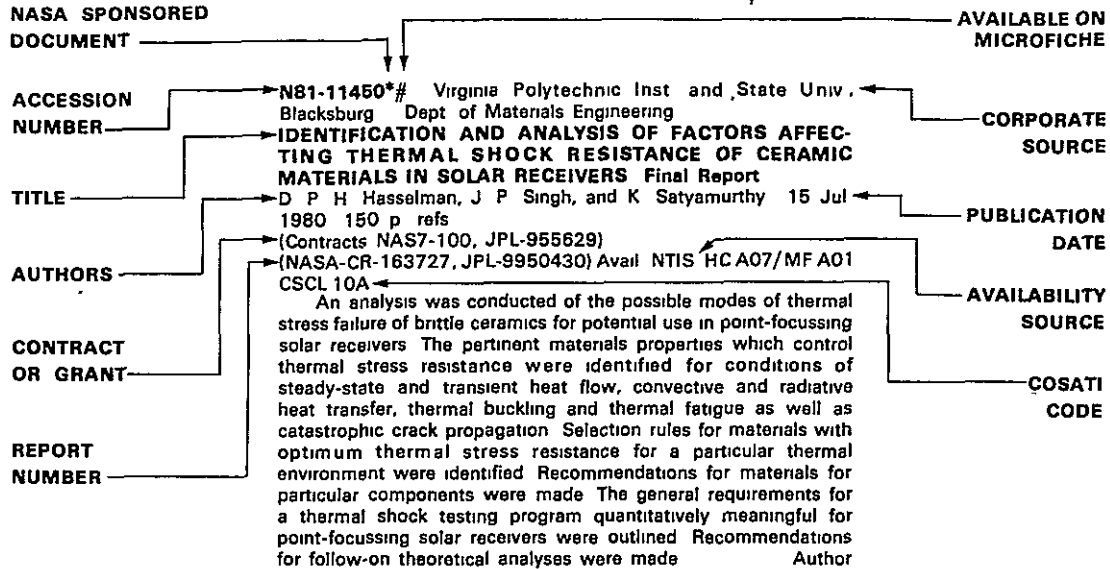 NASA SPONSORED
DOCUMENT
AVAILABLE ON
MICROFICHE
ACCESSION
NUMBER
N81-11450*# Virginia Polytechnic Inst and ,State Univ ,
Blacksburg Dept of Materials Engineering
CORPORATE
SOURCE
TITLE
IDENTIFICATION AND ANALYSIS OF FACTORS AFFEC-
TING THERMAL SHOCK RESISTANCE OF CERAMIC
MATERIALS IN SOLAR RECEIVERS Final Report
AUTHORS
D P H Hasselman, J P Singh, and K Satyamurthy 15 Jul
1980 150 p refs
PUBLICATION
DATE
CONTRACT
OR GRANT
(Contracts NAS7-100, JPL-955629)
REPORT
NUMBER
(NASA-CR-163727, JPL-9950430) Avail NTIS HC A07/MF A01
AVAILABILITY
SOURCE
CSCL 10A
COSATI
CODE
An analysis was conducted of the possible modes of thermal
stress failure of brittle ceramics for potential use in point-focussing
solar receivers The pertinent materials properties which control
thermal stress resistance were identified for conditions of
steady-state and transient heat flow, convective and radiative
heat transfer, thermal buckling and thermal fatigue as well as
catastrophic crack propagation Selection rules for materials with
optimum thermal stress resistance for a particular thermal
environment were identified Recommendations for materials for
particular components were made The general requirements for
a thermal shock testing program quantitatively meaningful for
point-focussing solar receivers were outlined Recommendations
for follow-on theoretical analyses were made Author